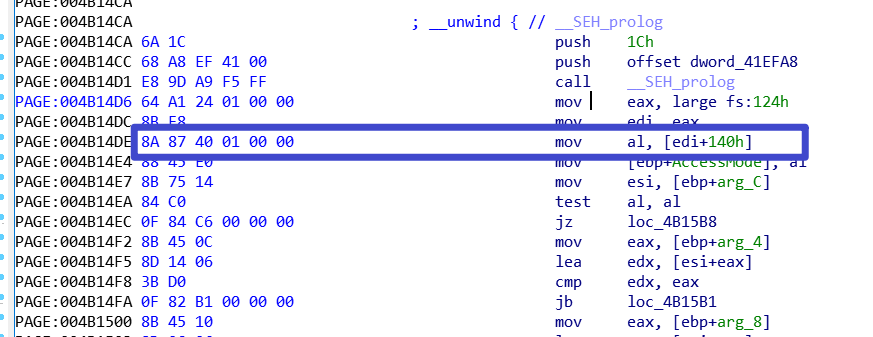 PAGE:004B14CA
PAGE:004B14CA ; __unwind { // __SEH_prolog
PAGE:004B14CA 6A 1C push 1Ch
PAGE:004B14CC 68 A8 EF 41 00 push offset dword_41EFA8
PAGE:004B14D1 E8 9D A9 F5 FF call __SEH_prolog
PAGE:004B14D6 64 A1 24 01 00 00 mov eax, large fs:124h
PAGE:004B14DC 8B F8 mov edi, eax
PAGE:004B14DE 8A 87 40 01 00 00 mov al, [edi+140h]
PAGE:004B14E4 88 45 E0 mov [ebp+AccessMode], al
PAGE:004B14E7 8B 75 14 mov esi, [ebp+arg_C]
PAGE:004B14EA 84 C0 test al, al
PAGE:004B14EC 0F 84 C6 00 00 00 jz loc_4B15B8
PAGE:004B14F2 8B 45 0C mov eax, [ebp+arg_4]
PAGE:004B14F5 8D 14 06 lea edx, [esi+eax]
PAGE:004B14F8 3B D0 cmp edx, eax
PAGE:004B14FA 0F 82 B1 00 00 00 jb loc_4B15B1
PAGE:004B1500 8B 45 10 mov eax, [ebp+arg_8]